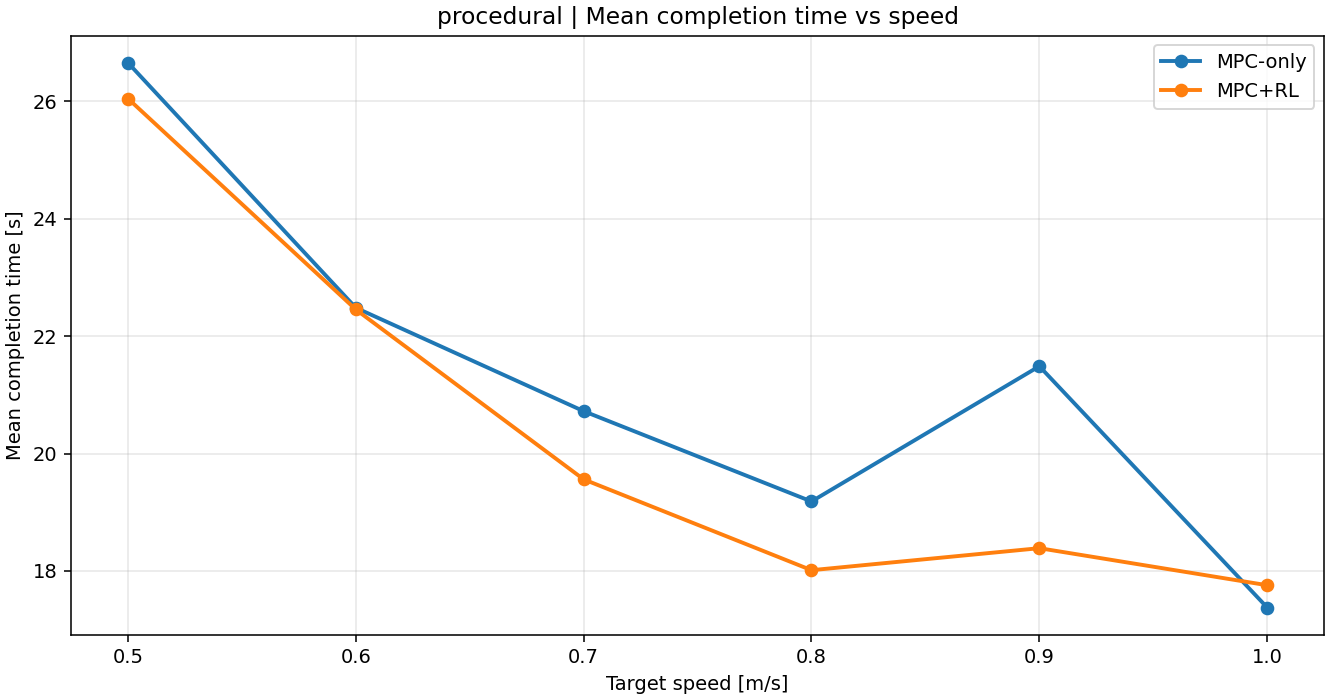 procedural | Mean completion time vs speed
MPC-only
MPC+RL
Mean completion time [s]
26
24
22
20
18
0.5 0.6 0.7 0.8 0.9 1.0
Target speed [m/s]